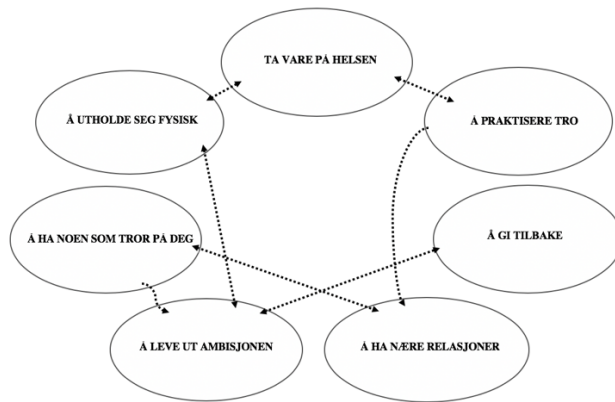 TA VARE PÅ HELSEN
Å UTHOLDE SEG FYSISK
Å PRAKTISERE TRO
Å HA NOEN SOM TROR PÅ DEG
Å GI TILBAKE
Å LEVE UT AMBISJONEN
Å HA NÆRE RELASJONER